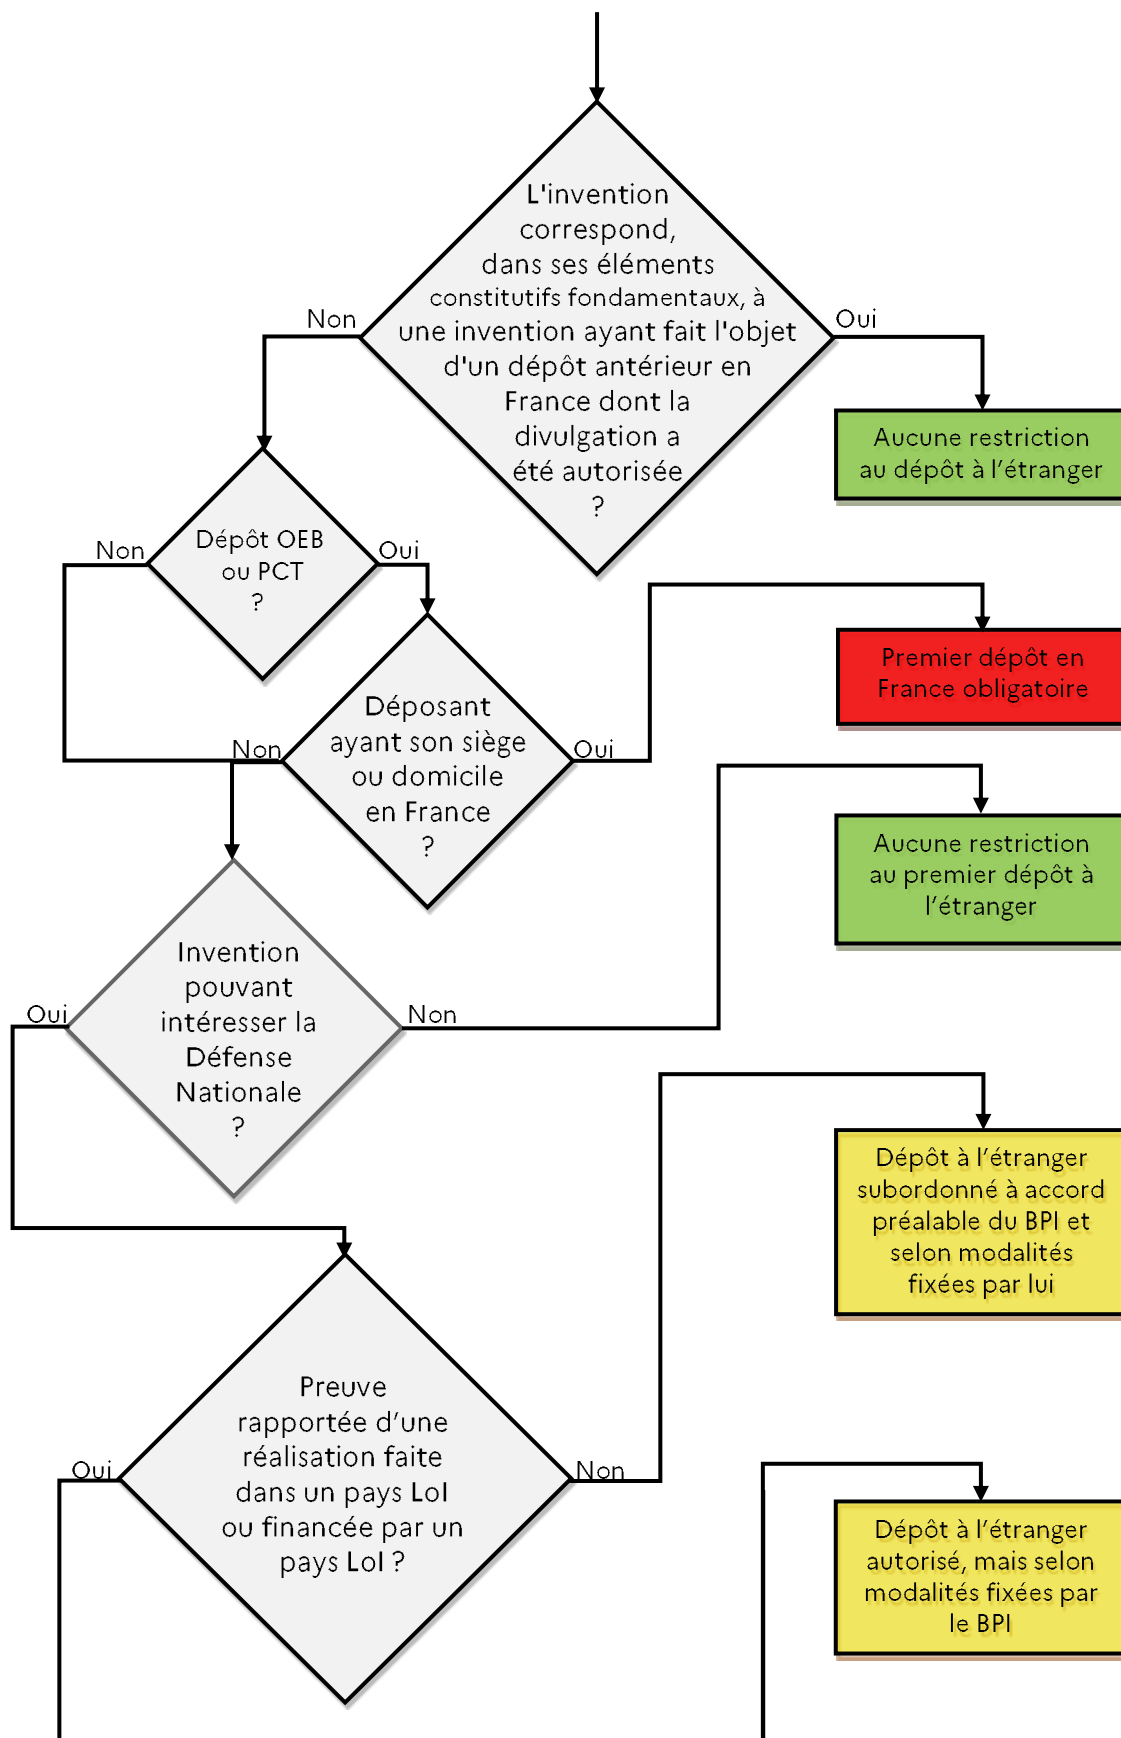 L'invention
correspond,
dans ses éléments
constitutifs fondamentaux, à
une invention ayant fait l'objet
d'un dépôt antérieur en
France dont la
divulgation a
été autorisée
?
Non
Oui
Aucune restriction
au dépôt à l’étranger
Dépôt OEB
ou PCT
?
Non
Oui
Premier dépôt en
France obligatoire
Déposant
ayant son siège
ou domicile
en France
?
Non
Oui
Aucune restriction
au premier dépôt à
l’étranger
Invention
pouvant
intéresser la
Défense
Nationale
?
Oui
Non
Dépôt à l’étranger
subordonné à accord
préalable du BPI et
selon modalités
fixées par lui
Preuve
rapportée d’une
réalisation faite
dans un pays LoI
ou financée par un
pays LoI ?
Oui
Non
Dépôt à l’étranger
autorisé, mais selon
modalités fixées par
le BPI